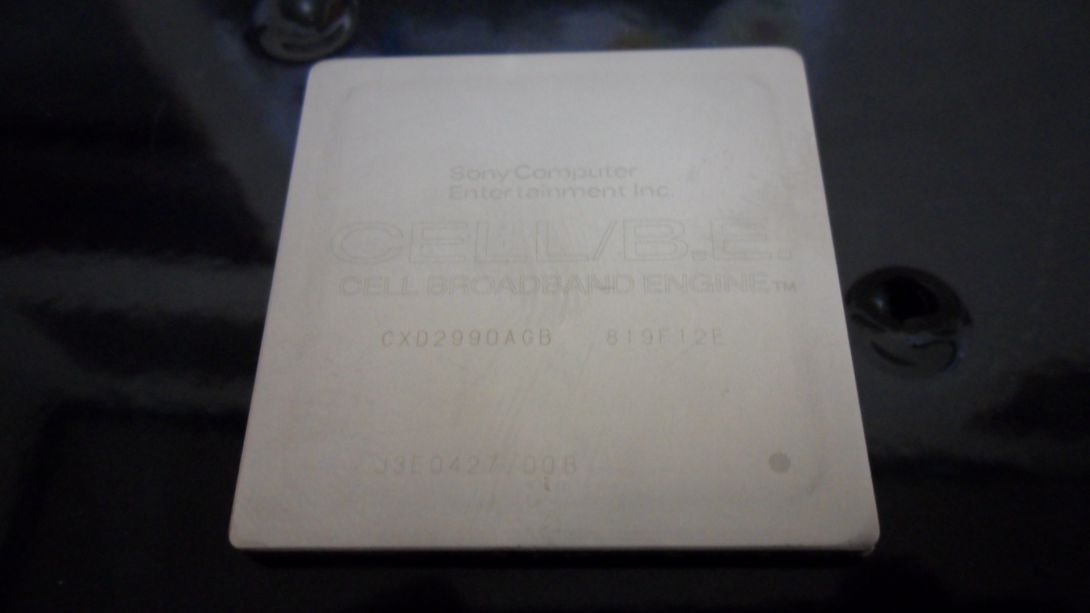 Sony Computer
Entertainment Inc.
CELL/B.E.
CELL BROADBAND ENGINE™
CXD2990AGB 819F12E
J3E0427/00B